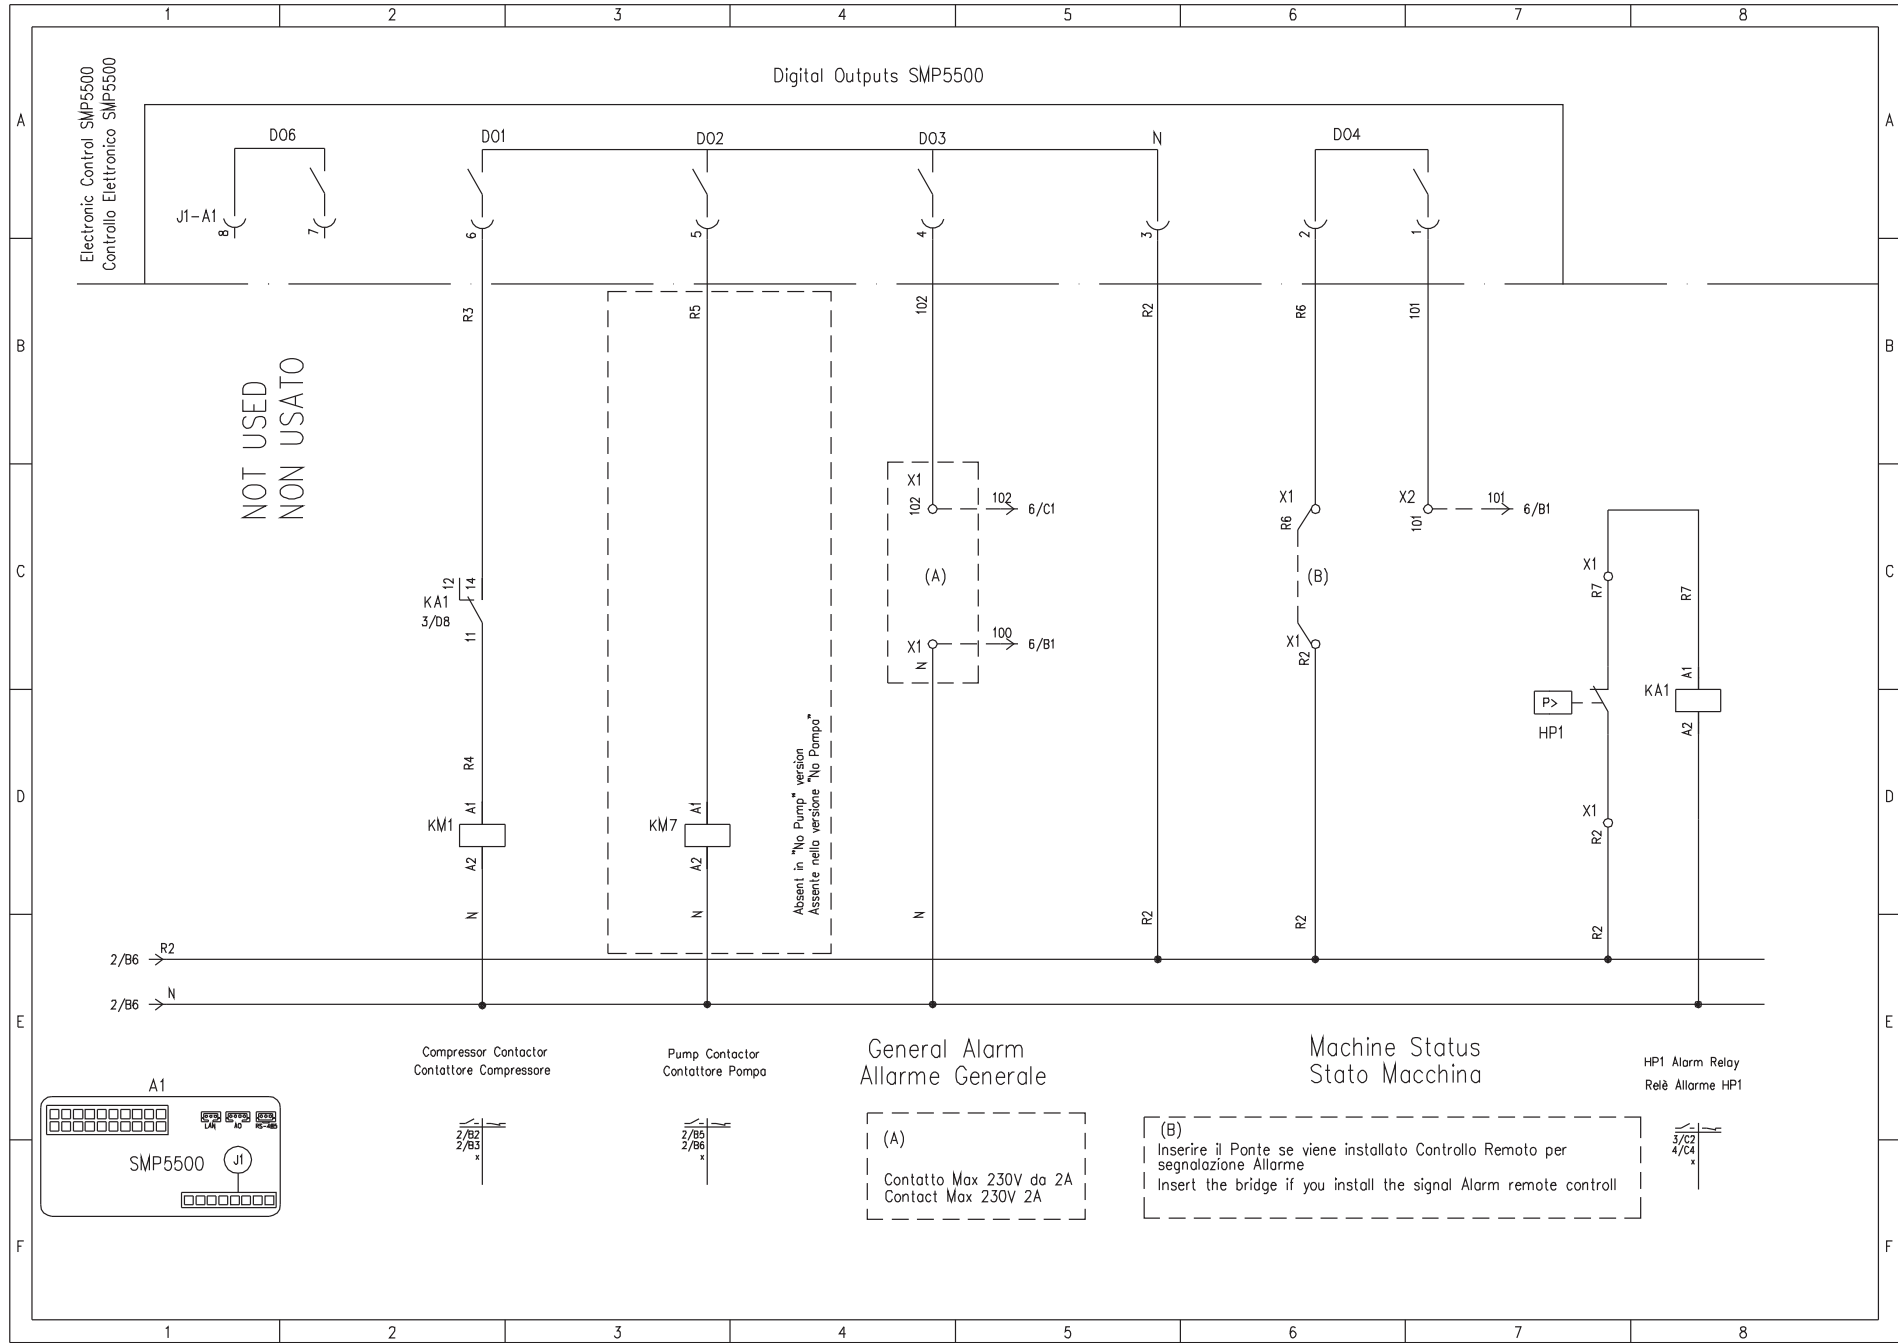 1 2 3 4 5 6 7 8
Digital Outputs SMP5500
Electronic Control SMP5500
Controllo Elettronico SMP5500
A A
DO6 DO1 DO2 DO3 N DO4
J1-A1
8 7 6 5 4 3 2 1
R3 R5 102 R2 R6 101
B B
NOT USED
NON USATO
X1 102 102 6/C1
X1 R6
X2 101 101 6/B1
C C
(A) (B)
12 14
KA1
3/D8
11
X1 R7 R7
X1 N 100 6/B1
X1 R2
A1
KA1
A2
P>
HP1
Absent in "No Pump" version
Assente nella versione "No Pompa"
R4
D D
A1
KM1
A2
A1
KM7
A2
X1
R2
N N N R2 R2 R2
2/B6 R2
2/B6 N
E E
Compressor Contactor
Contattore Compressore
Pump Contactor
Contattore Pompa
General Alarm
Allarme Generale
Machine Status
Stato Macchina
HP1 Alarm Relay
Relè Allarme HP1
A1
LAN AO RS-485
SMP5500 J1
2/B2
2/B3
x
2/B5
2/B6
x
(A)
Contatto Max 230V da 2A
Contact Max 230V 2A
(B)
Inserire il Ponte se viene installato Controllo Remoto per
segnalazione Allarme
Insert the bridge if you install the signal Alarm remote controll
3/C2
4/C4
x
F F
1 2 3 4 5 6 7 8